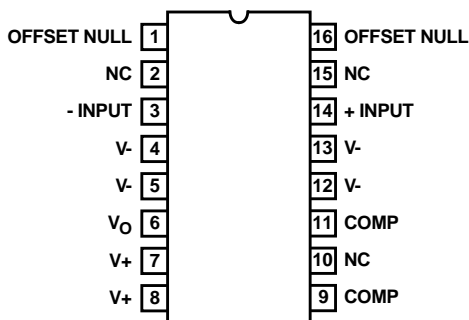 OFFSET NULL 1 16 OFFSET NULL
NC 2 15 NC
- INPUT 3 14 + INPUT
V- 4 13 V-
V- 5 12 V-
VO 6 11 COMP
V+ 7 10 NC
V+ 8 9 COMP